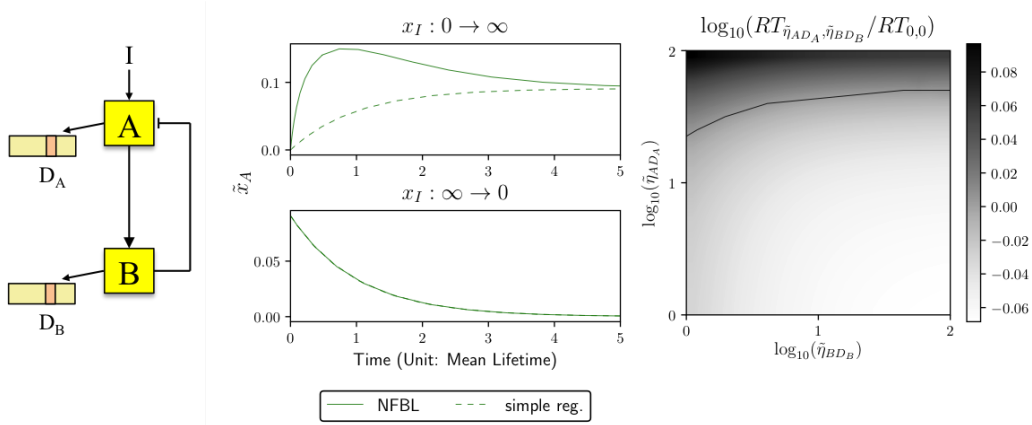 I
A
D_A
B
D_B
x_I : 0 → ∞
0.1
0.0
0 1 2 3 4 5
x̃_A
x_I : ∞ → 0
0.05
0.00
0 1 2 3 4 5
Time (Unit: Mean Lifetime)
NFBL simple reg.
log₁₀(RT_{η̃_{AD_A},η̃_{BD_B}}/RT_{0,0})
2
1
0
log₁₀(η̃_{AD_A})
0 1 2
log₁₀(η̃_{BD_B})
0.08
0.06
0.04
0.02
0.00
−0.02
−0.04
−0.06